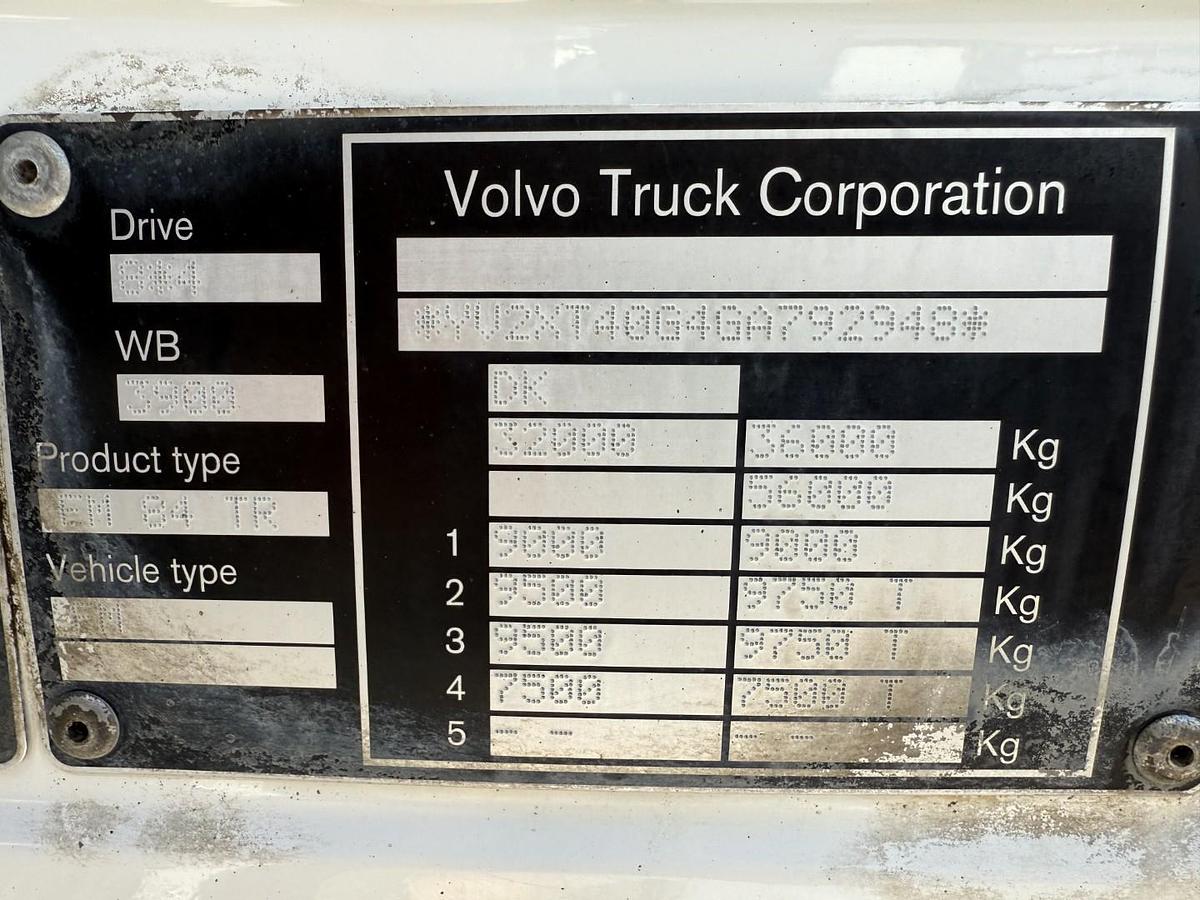 Volvo Truck Corporation
Drive
8*4
*YV2XT40G4GA792948*
WB
3900
DK
32000 36000 Kg
Product type
FM 84 TR
56000 Kg
1 9000 9000 Kg
Vehicle type
2 9500 9750 T Kg
3 9500 9750 T Kg
4 7500 7500 T Kg
5 -- -- -- -- Kg